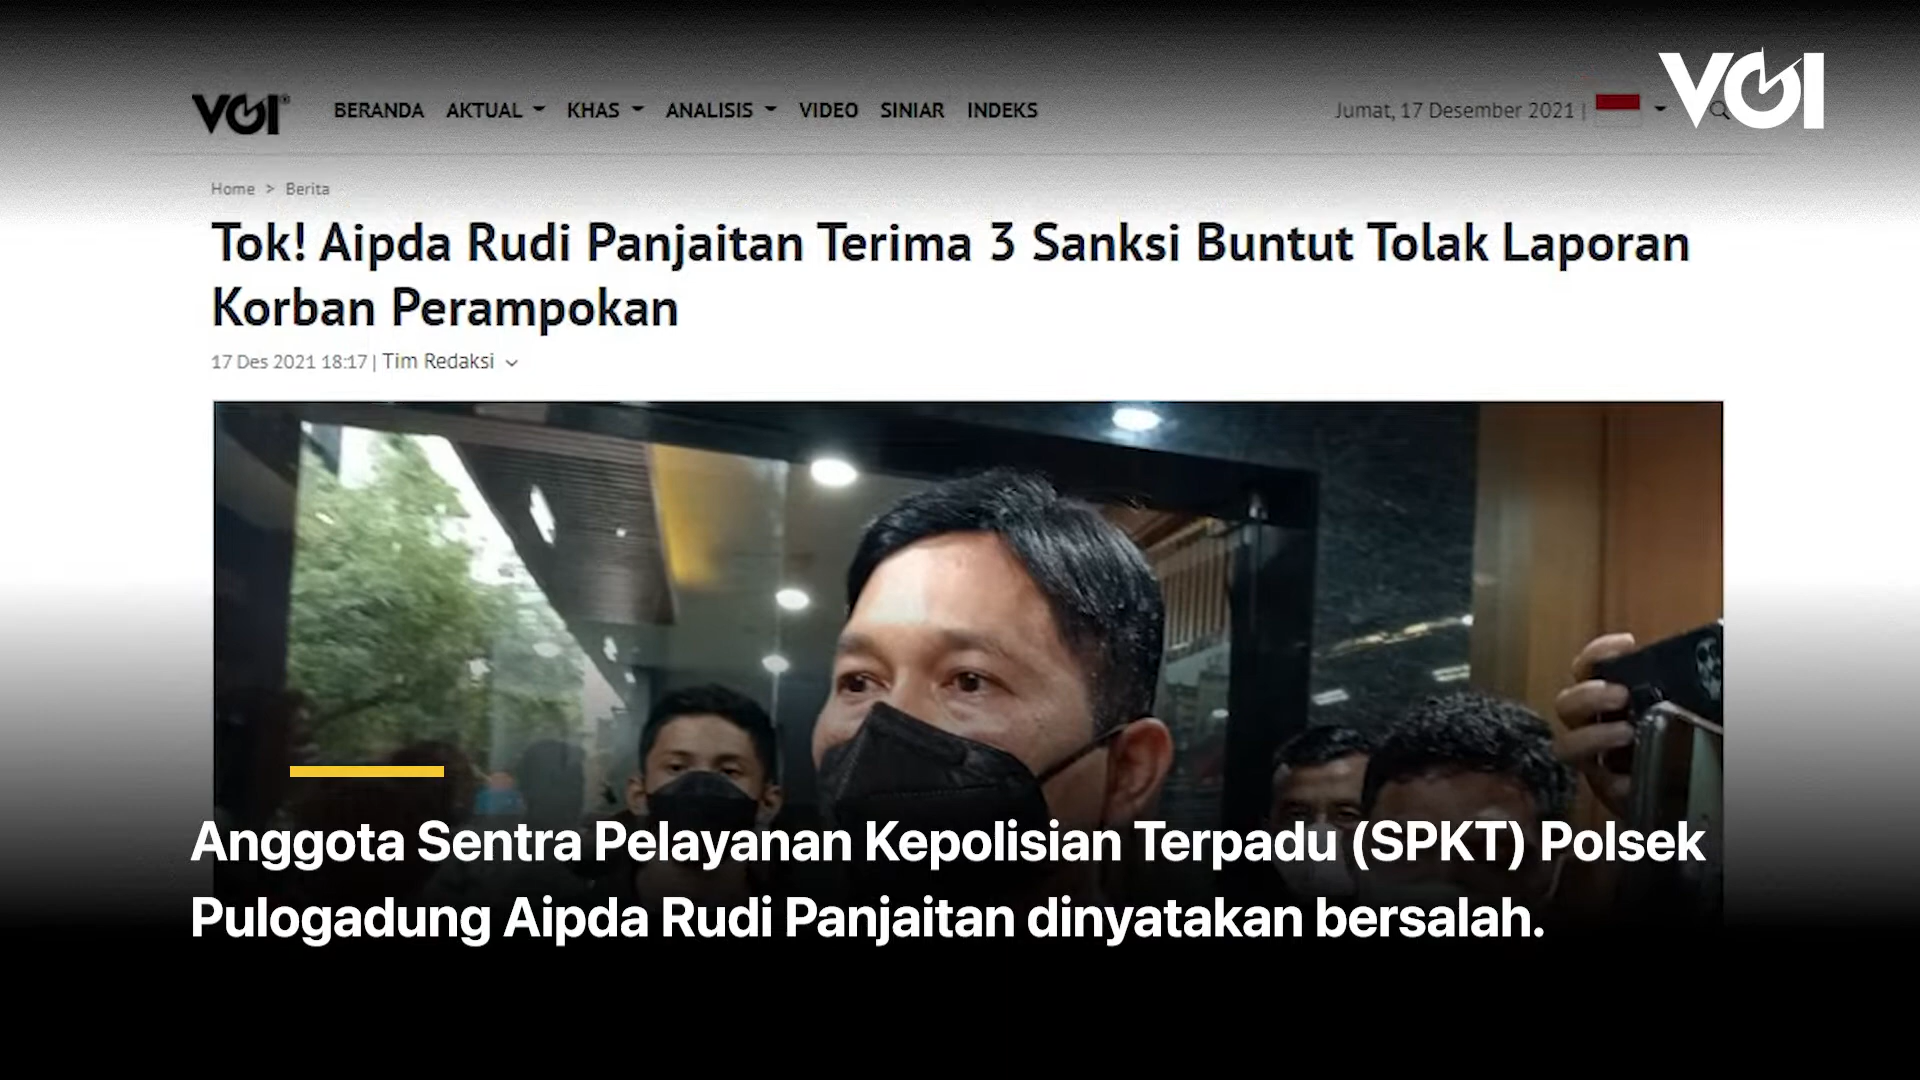 VOI
VOI BERANDA AKTUAL KHAS ANALISIS VIDEO SINIAR INDEKS Jumat, 17 Desember 2021 |
Home > Berita
Tok! Aipda Rudi Panjaitan Terima 3 Sanksi Buntut Tolak Laporan
Korban Perampokan
17 Des 2021 18:17 | Tim Redaksi
Anggota Sentra Pelayanan Kepolisian Terpadu (SPKT) Polsek
Pulogadung Aipda Rudi Panjaitan dinyatakan bersalah.